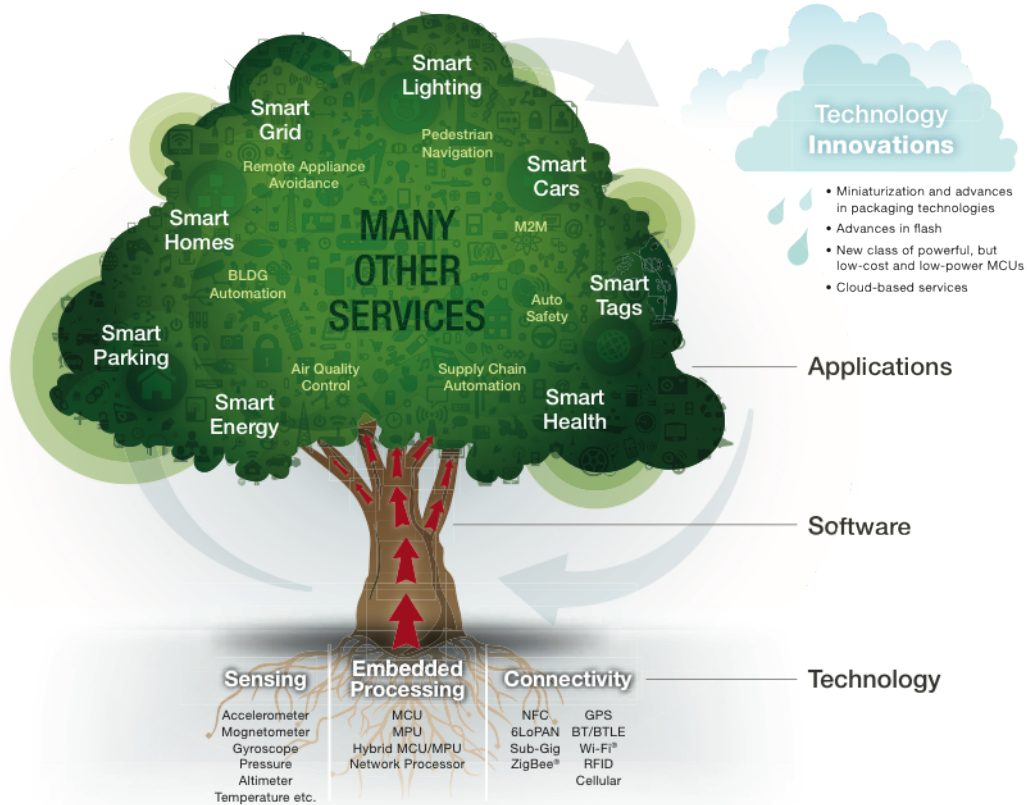 Smart
Lighting
Smart
Grid
Pedestrian
Navigation
Remote Appliance
Avoidance
Smart
Cars
Smart
Homes
MANY
OTHER
SERVICES
M2M
BLDG
Automation
Smart
Tags
Auto
Safety
Smart
Parking
Air Quality
Control
Supply Chain
Automation
Smart
Energy
Smart
Health
Technology
Innovations
• Miniaturization and advances
in packaging technologies
• Advances in flash
• New class of powerful, but
low-cost and low-power MCUs
• Cloud-based services
Applications
Software
Technology
Sensing
Accelerometer
Mognetometer
Gyroscope
Pressure
Altimeter
Temperature etc.
Embedded
Processing
MCU
MPU
Hybrid MCU/MPU
Network Processor
Connectivity
NFC GPS
6LoPAN BT/BTLE
Sub-Gig Wi-Fi®
ZigBee® RFID
Cellular